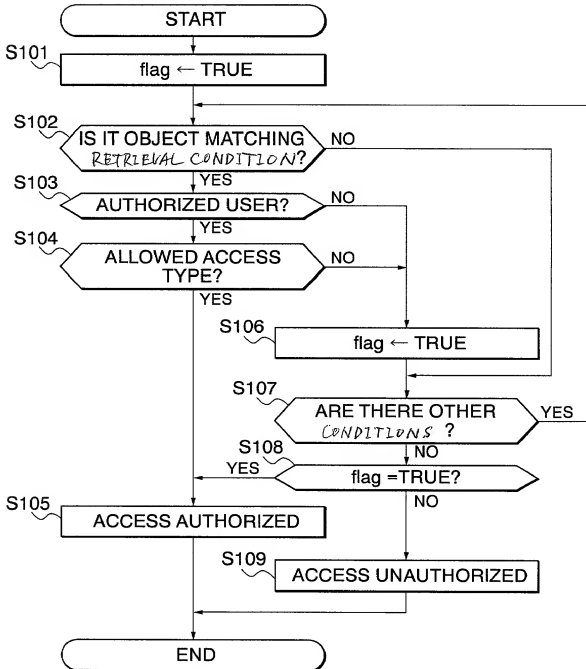 START
S101
flag ← TRUE
S102
IS IT OBJECT MATCHING
RETRIEVAL CONDITION?
NO
YES
S103
AUTHORIZED USER?
NO
YES
S104
ALLOWED ACCESS
TYPE?
NO
YES
S106
flag ← TRUE
S107
ARE THERE OTHER
CONDITIONS ?
YES
NO
S108
flag =TRUE?
YES
NO
S105
ACCESS AUTHORIZED
S109
ACCESS UNAUTHORIZED
END